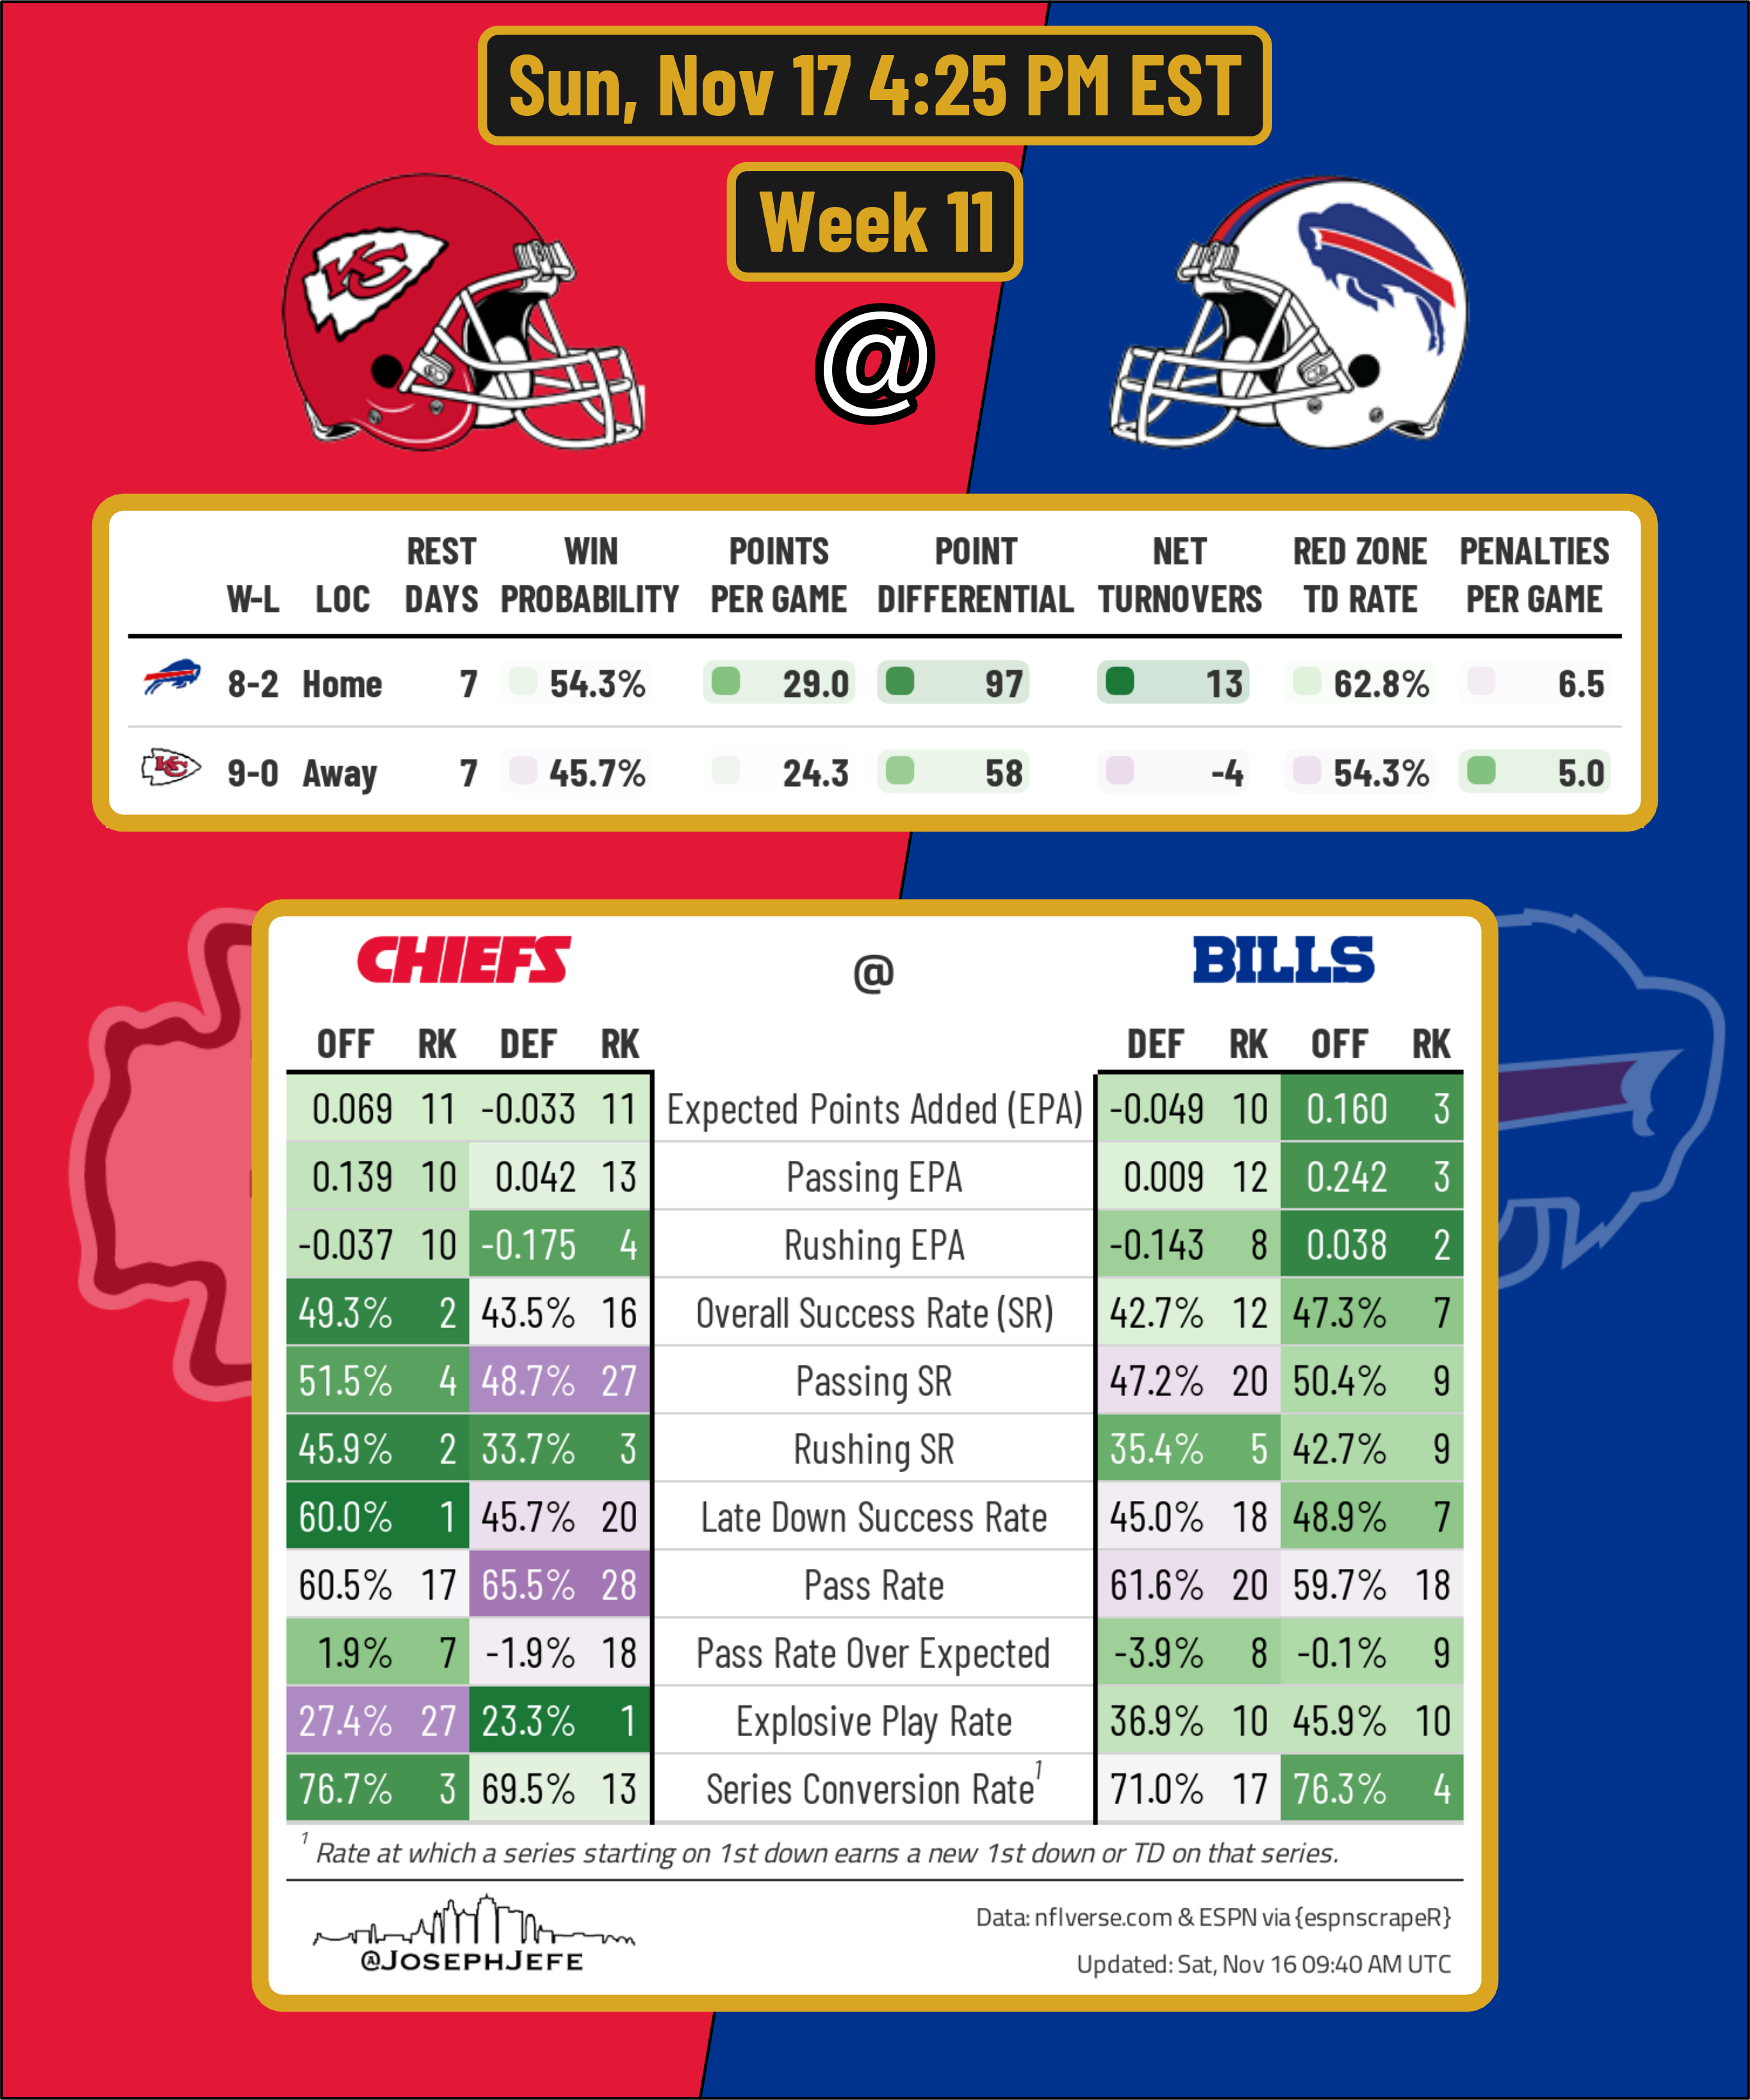 Sun, Nov 17 4:25 PM EST
Week 11
KC
@
W-L LOC REST DAYS WIN PROBABILITY POINTS PER GAME POINT DIFFERENTIAL NET TURNOVERS RED ZONE TD RATE PENALTIES PER GAME
8-2 Home 7 54.3% 29.0 97 13 62.8% 6.5
KC 9-0 Away 7 45.7% 24.3 58 -4 54.3% 5.0
CHIEFS @ BILLS
OFF RK DEF RK DEF RK OFF RK
0.069 11 -0.033 11 Expected Points Added (EPA) -0.049 10 0.160 3
0.139 10 0.042 13 Passing EPA 0.009 12 0.242 3
-0.037 10 -0.175 4 Rushing EPA -0.143 8 0.038 2
49.3% 2 43.5% 16 Overall Success Rate (SR) 42.7% 12 47.3% 7
51.5% 4 48.7% 27 Passing SR 47.2% 20 50.4% 9
45.9% 2 33.7% 3 Rushing SR 35.4% 5 42.7% 9
60.0% 1 45.7% 20 Late Down Success Rate 45.0% 18 48.9% 7
60.5% 17 65.5% 28 Pass Rate 61.6% 20 59.7% 18
1.9% 7 -1.9% 18 Pass Rate Over Expected -3.9% 8 -0.1% 9
27.4% 27 23.3% 1 Explosive Play Rate 36.9% 10 45.9% 10
76.7% 3 69.5% 13 Series Conversion Rate¹ 71.0% 17 76.3% 4
¹ Rate at which a series starting on 1st down earns a new 1st down or TD on that series.
@JOSEPHJEFE
Data: nflverse.com & ESPN via {espnscrapeR}
Updated: Sat, Nov 16 09:40 AM UTC